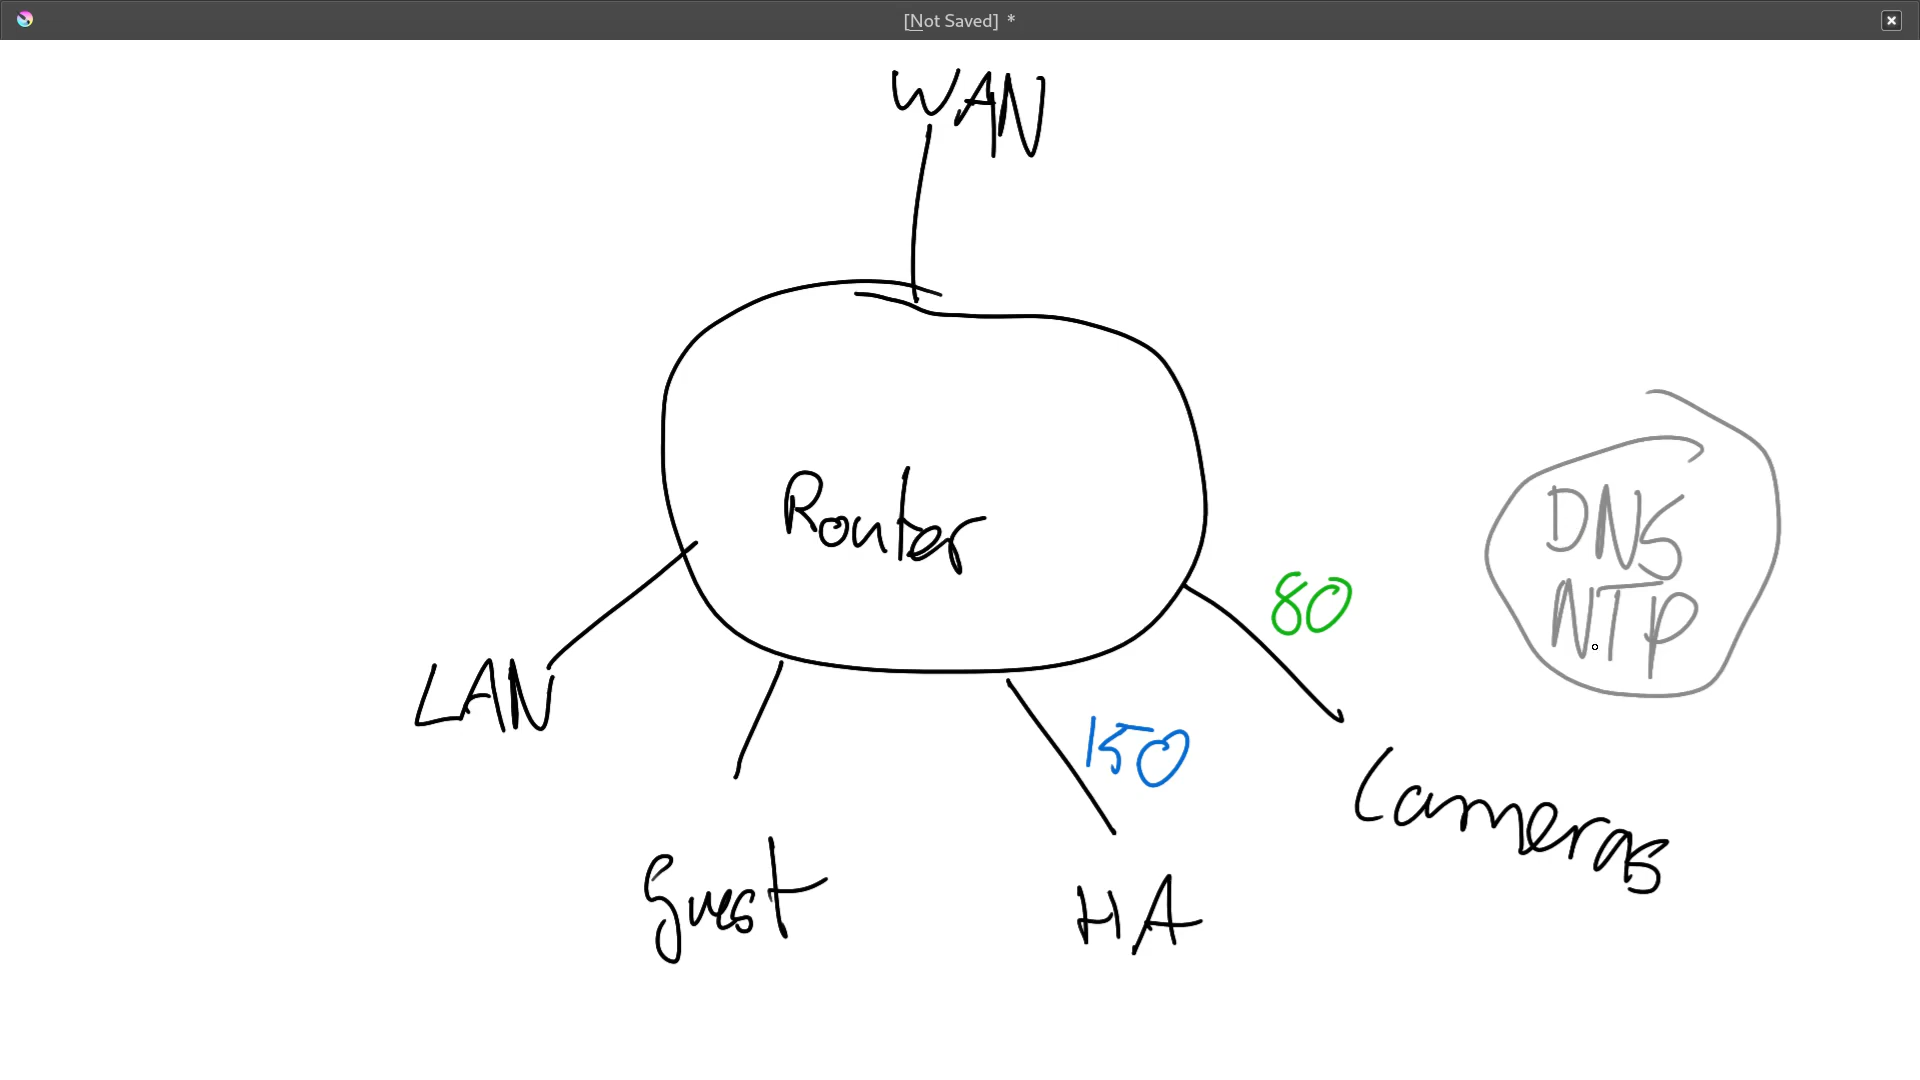 [Not Saved] *
WAN
Router
DNS
NTP
80
150
LAN
Guest
HA
Cameras